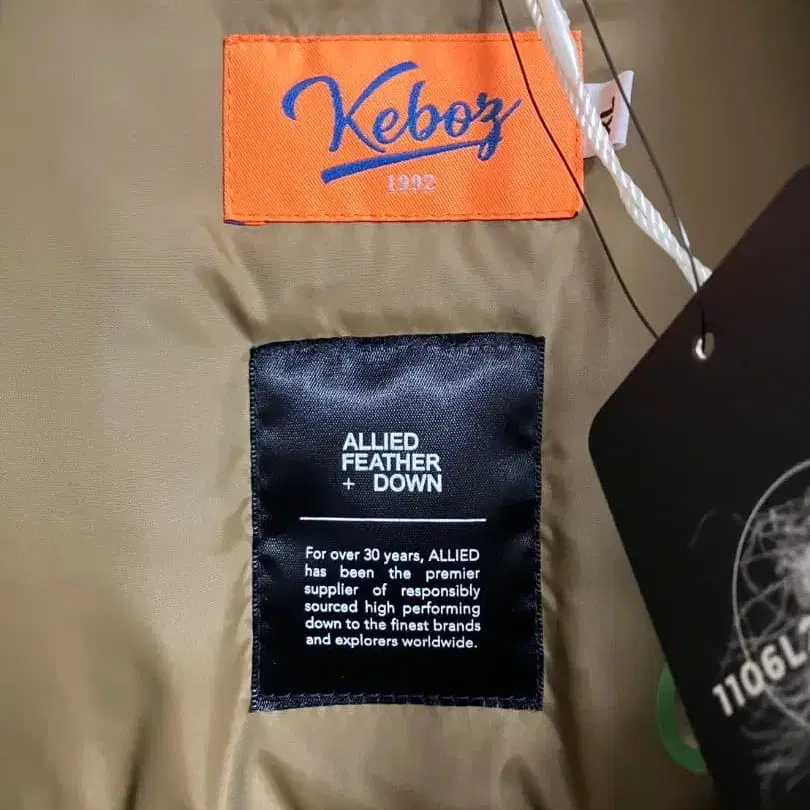 Keboz
1992
XL
ALLIED
FEATHER
+ DOWN
For over 30 years, ALLIED
has been the premier
supplier of responsibly
sourced high performing
down to the finest brands
and explorers worldwide.